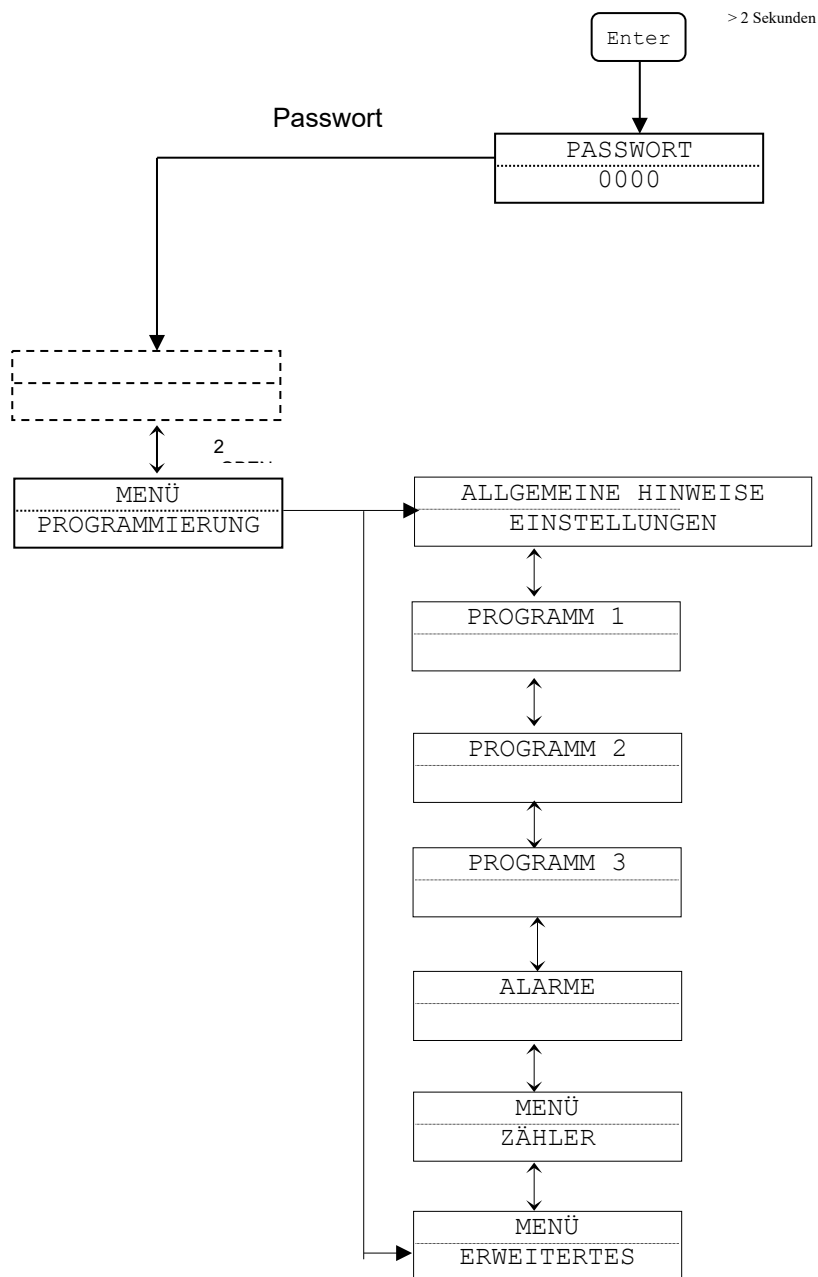 > 2 Sekunden
Enter
Passwort
PASSWORT
0000
2
MENÜ
PROGRAMMIERUNG
ALLGEMEINE HINWEISE
EINSTELLUNGEN
PROGRAMM 1
PROGRAMM 2
PROGRAMM 3
ALARME
MENÜ
ZÄHLER
MENÜ
ERWEITERTES